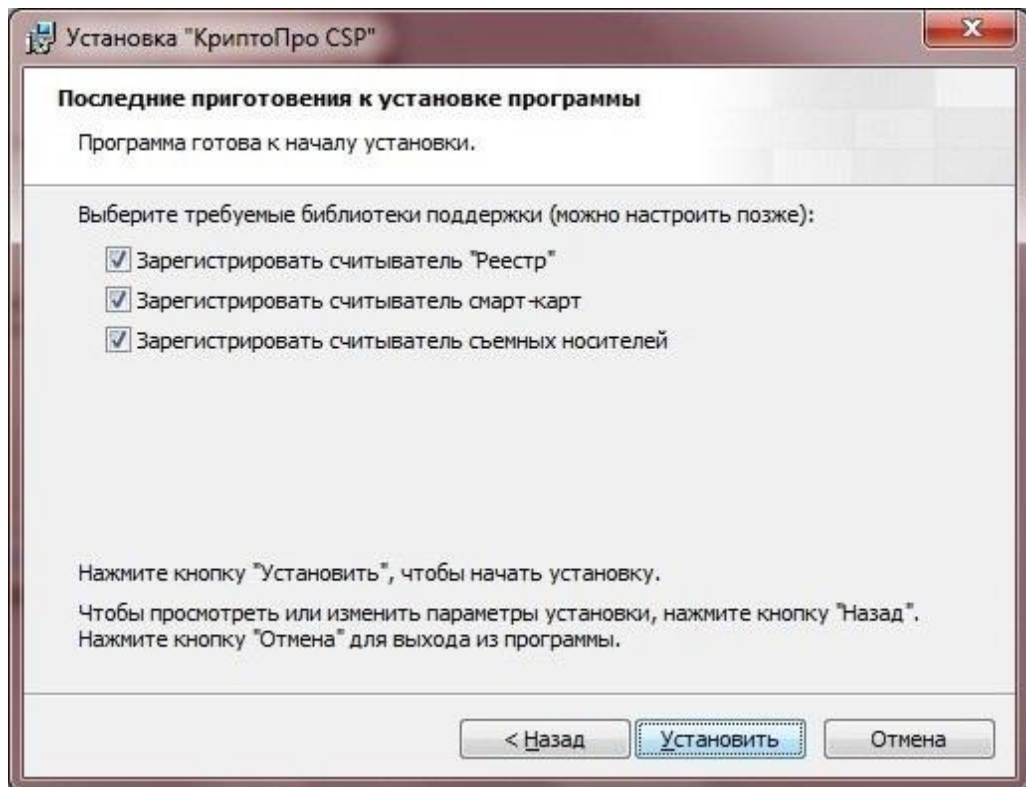 Установка "КриптоПро CSP"
Последние приготовения к установке программы
Программа готова к началу установки.
Выберите требуемые библиотеки поддержки (можно настроить позже):
Зарегистрировать считыватель "Реестр"
Зарегистрировать считыватель смарт-карт
Зарегистрировать считыватель съемных носителей
Нажмите кнопку "Установить", чтобы начать установку.
Чтобы просмотреть или изменить параметры установки, нажмите кнопку "Назад".
Нажмите кнопку "Отмена" для выхода из программы.
< Назад Установить Отмена